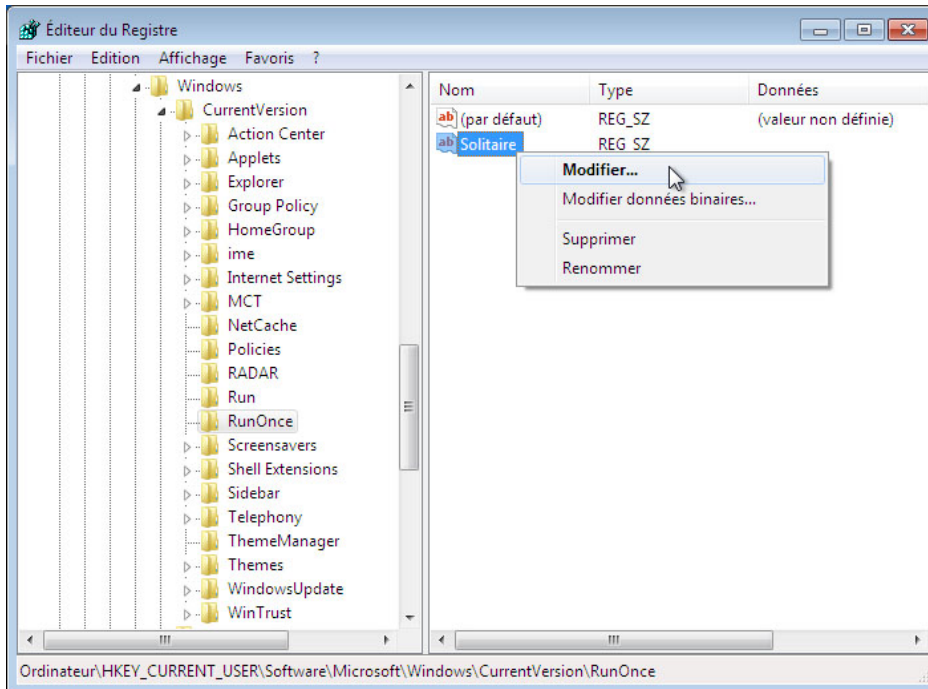 Éditeur du Registre
Fichier Edition Affichage Favoris ?
Windows
CurrentVersion
Action Center
Applets
Explorer
Group Policy
HomeGroup
ime
Internet Settings
MCT
NetCache
Policies
RADAR
Run
RunOnce
Screensavers
Shell Extensions
Sidebar
Telephony
ThemeManager
Themes
WindowsUpdate
WinTrust
Nom Type Données
ab (par défaut) REG_SZ (valeur non définie)
ab Solitaire REG_SZ
Modifier...
Modifier données binaires...
Supprimer
Renommer
Ordinateur\HKEY_CURRENT_USER\Software\Microsoft\Windows\CurrentVersion\RunOnce